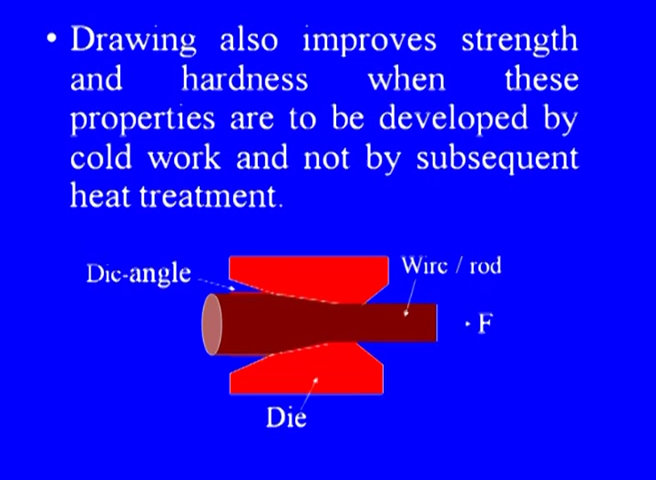 • Drawing also improves strength
and hardness when these
properties are to be developed by
cold work and not by subsequent
heat treatment.
Die-angle
Wire / rod
F
Die